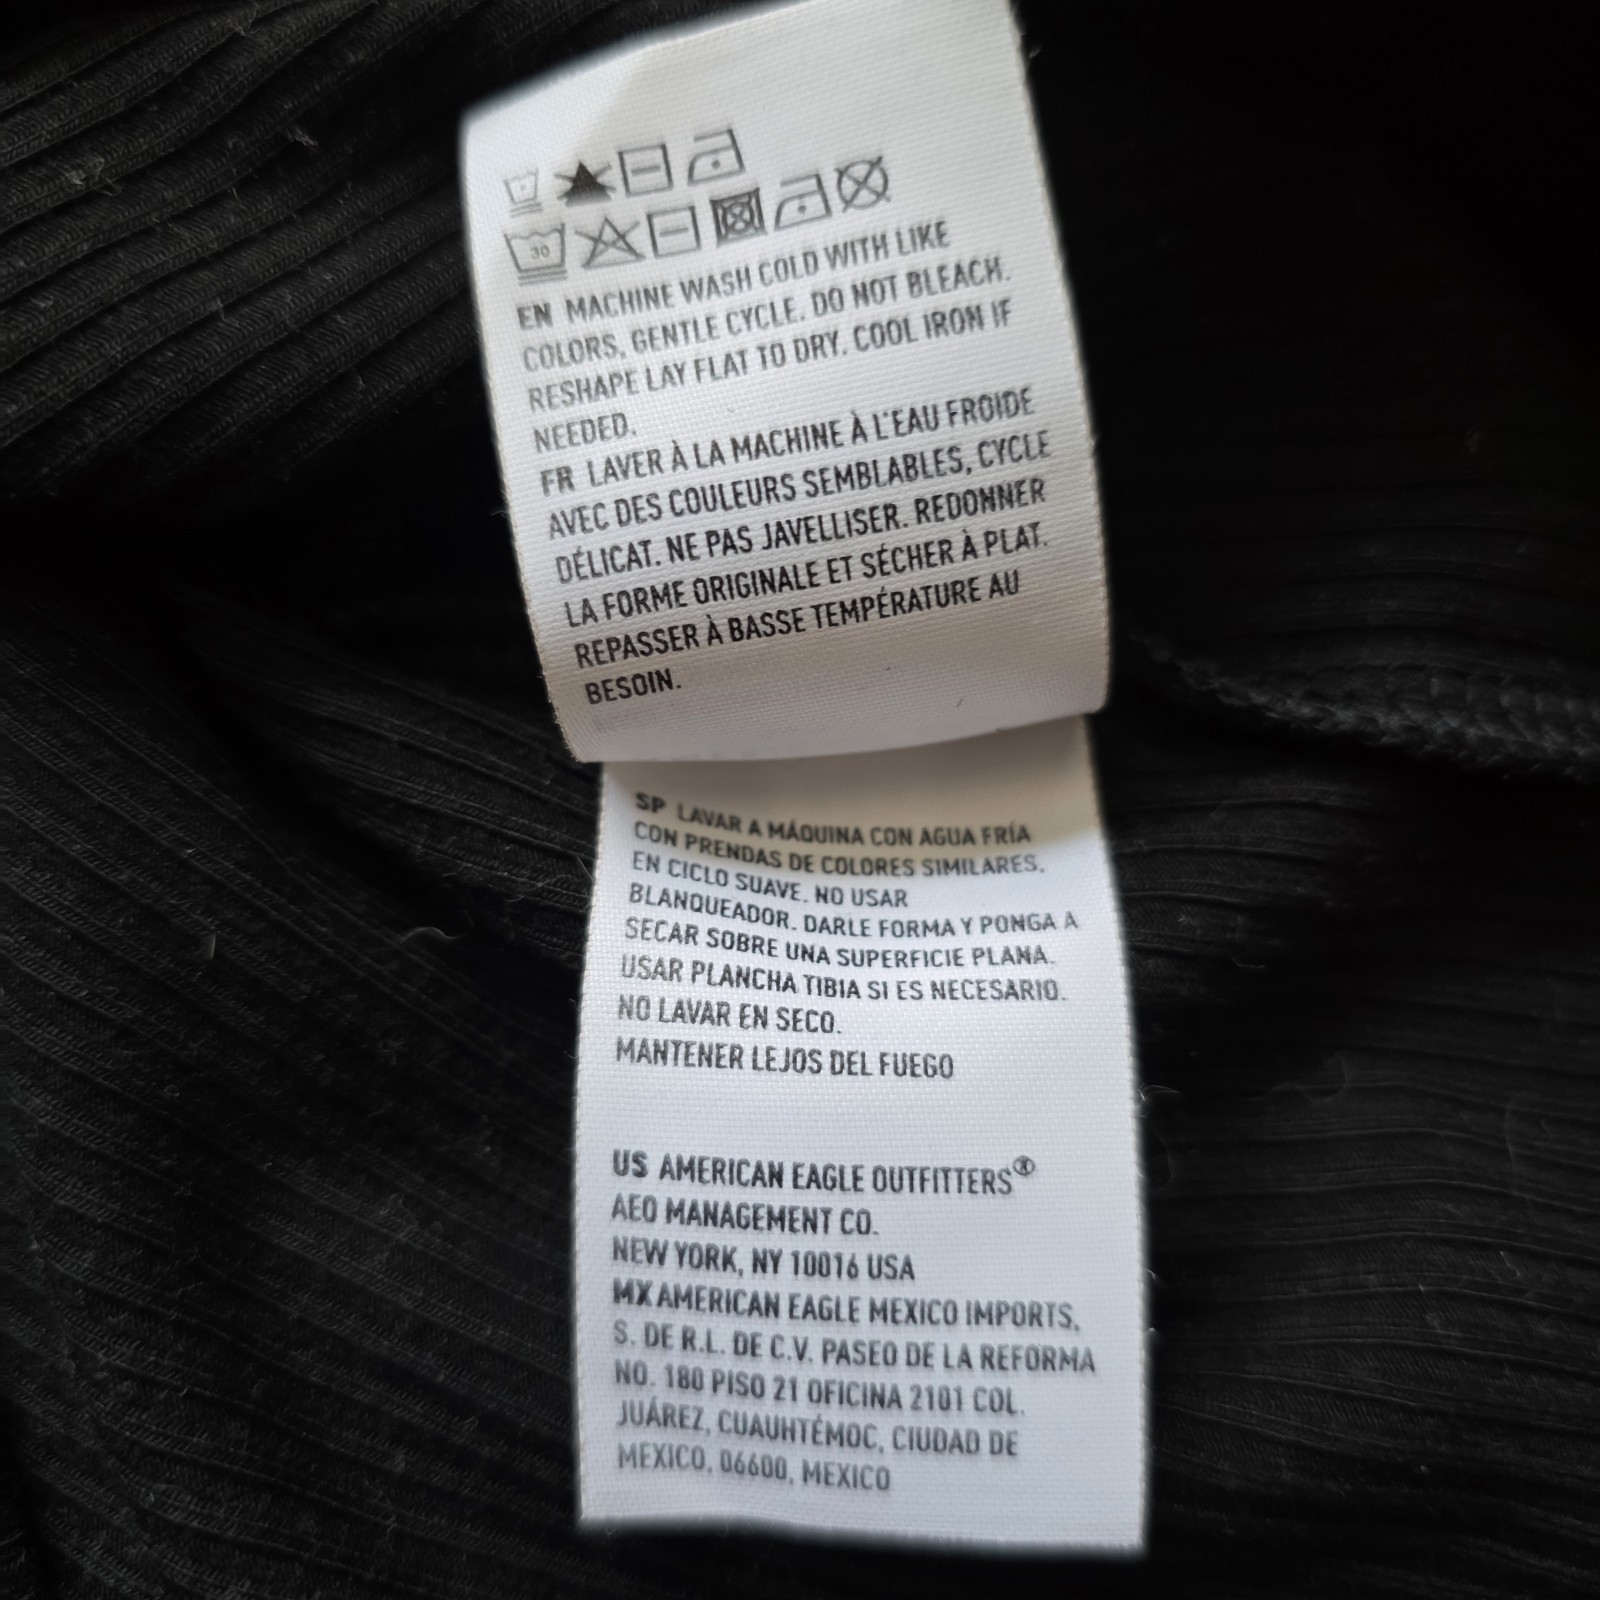 30
EN MACHINE WASH COLD WITH LIKE
COLORS, GENTLE CYCLE. DO NOT BLEACH.
RESHAPE LAY FLAT TO DRY. COOL IRON IF
NEEDED.
FR LAVER À LA MACHINE À L'EAU FROIDE
AVEC DES COULEURS SEMBLABLES, CYCLE
DÉLICAT. NE PAS JAVELLISER. REDONNER
LA FORME ORIGINALE ET SÉCHER À PLAT.
REPASSER À BASSE TEMPÉRATURE AU
BESOIN.
SP LAVAR A MÁQUINA CON AGUA FRÍA
CON PRENDAS DE COLORES SIMILARES,
EN CICLO SUAVE. NO USAR
BLANQUEADOR. DARLE FORMA Y PONGA A
SECAR SOBRE UNA SUPERFICIE PLANA.
USAR PLANCHA TIBIA SI ES NECESARIO.
NO LAVAR EN SECO.
MANTENER LEJOS DEL FUEGO
US AMERICAN EAGLE OUTFITTERS®
AEO MANAGEMENT CO.
NEW YORK, NY 10016 USA
MX AMERICAN EAGLE MEXICO IMPORTS,
S. DE R.L. DE C.V. PASEO DE LA REFORMA
NO. 180 PISO 21 OFICINA 2101 COL.
JUÁREZ, CUAUHTÉMOC, CIUDAD DE
MEXICO, 06600, MEXICO